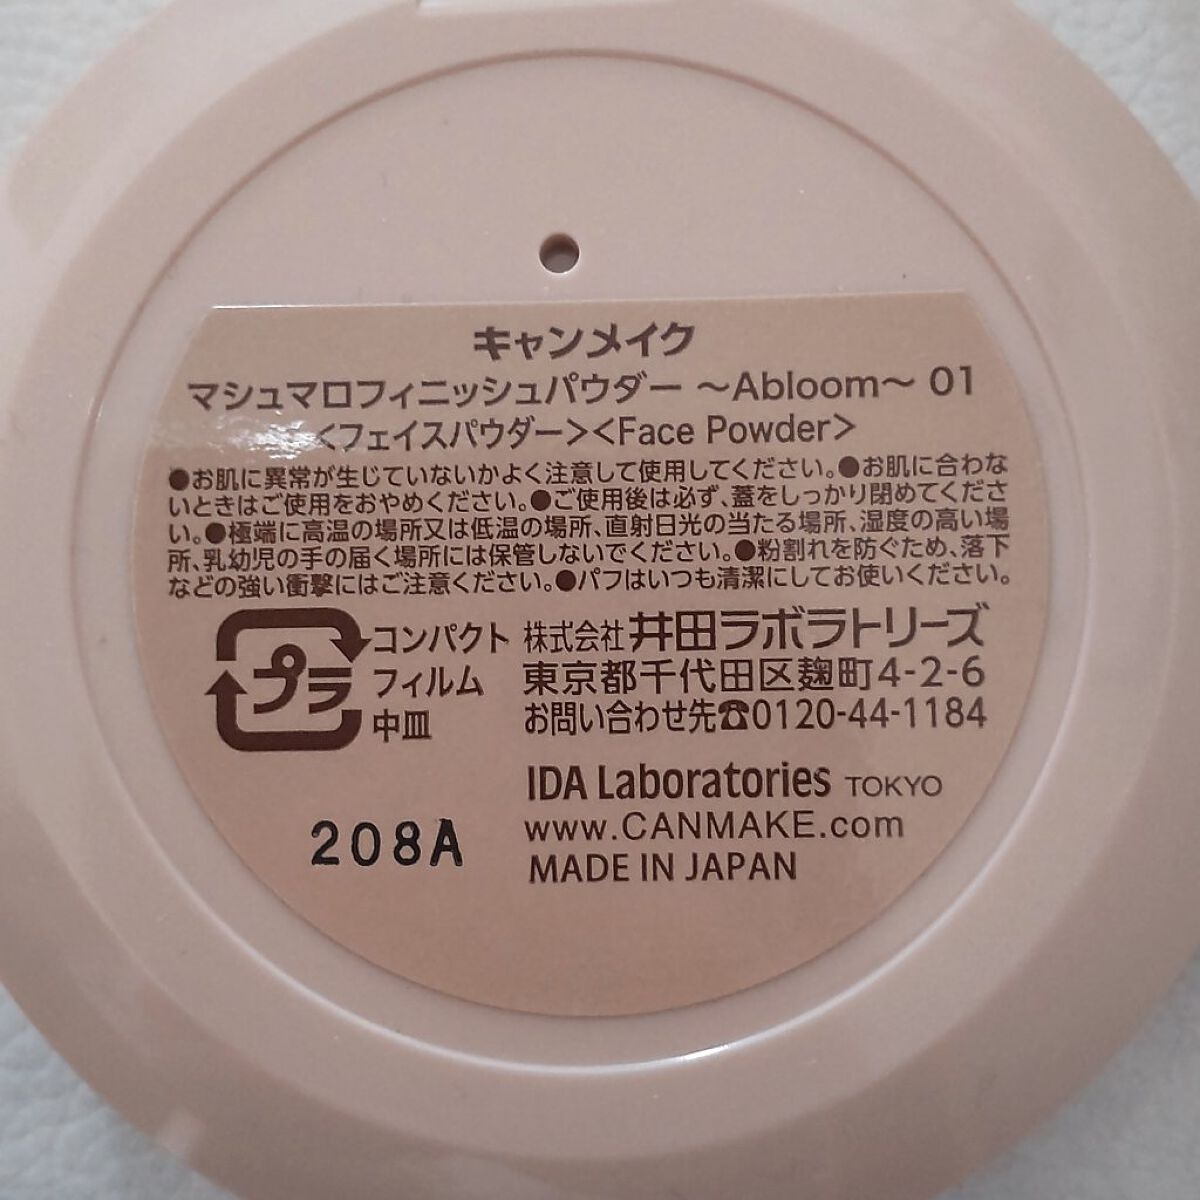 キャンメイク
マシュマロフィニッシュパウダー ～Abloom～ 01
<フェイスパウダー><Face Powder>
●お肌に異常が生じていないかよく注意して使用してください。●お肌に合わな
いときはご使用をおやめください。●ご使用後は必ず、蓋をしっかり閉めてくださ
い。●極端に高温の場所又は低温の場所、直射日光の当たる場所、湿度の高い場
所、乳幼児の手の届く場所には保管しないでください。●粉割れを防ぐため、落下
などの強い衝撃にはご注意ください。●パフはいつも清潔にしてお使いください。
プラ
コンパクト
フィルム
中皿
株式会社 井田ラボラトリーズ
東京都千代田区麹町4-2-6
お問い合わせ先☎0120-44-1184
IDA Laboratories TOKYO
www.CANMAKE.com
MADE IN JAPAN
208A